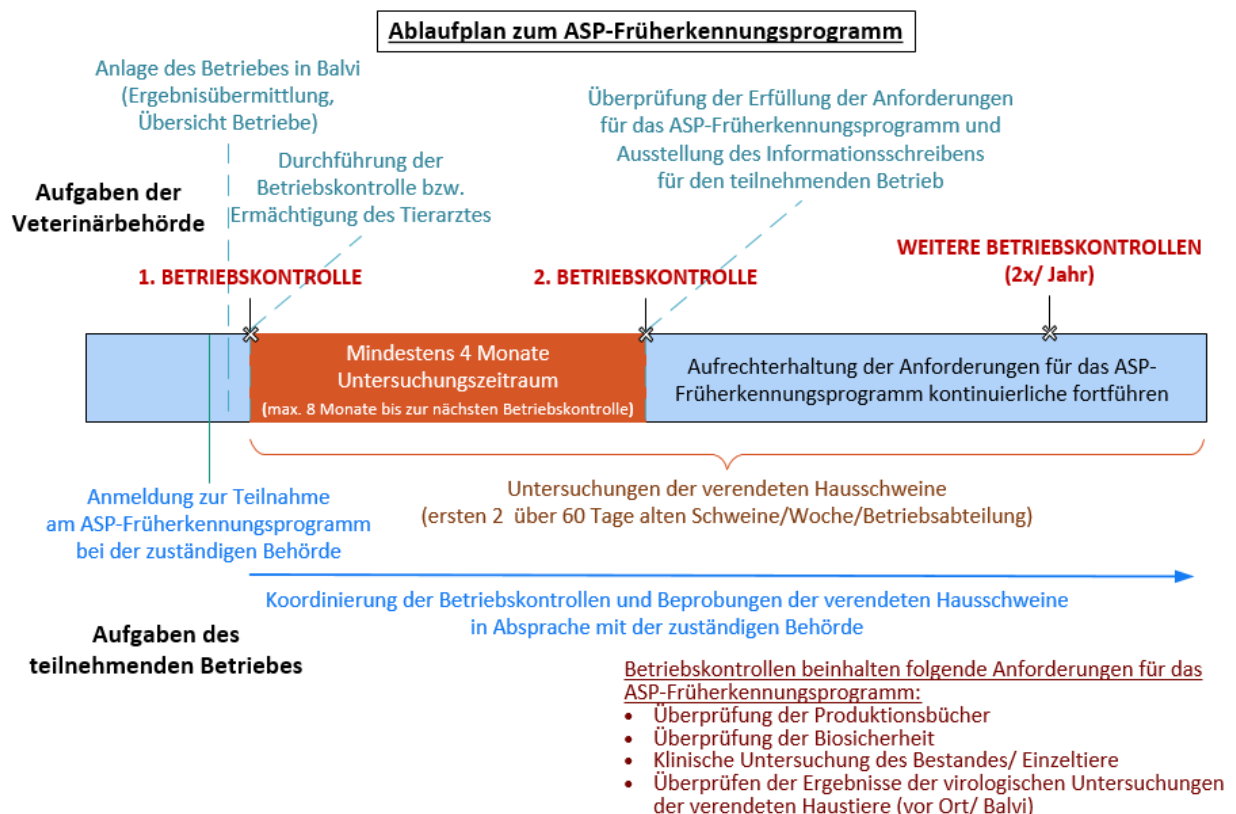 Ablaufplan zum ASP-Früherkennungsprogramm
Anlage des Betriebes in Balvi
(Ergebnisübermittlung,
Übersicht Betriebe)
Überprüfung der Erfüllung der Anforderungen
für das ASP-Früherkennungsprogramm und
Ausstellung des Informationsschreibens
für den teilnehmenden Betrieb
Durchführung der
Betriebskontrolle bzw.
Ermächtigung des Tierarztes
Aufgaben der
Veterinärbehörde
1. BETRIEBSKONTROLLE
2. BETRIEBSKONTROLLE
WEITERE BETRIEBSKONTROLLEN
(2x/ Jahr)
Mindestens 4 Monate
Untersuchungszeitraum
(max. 8 Monate bis zur nächsten Betriebskontrolle)
Aufrechterhaltung der Anforderungen für das ASP-
Früherkennungsprogramm kontinuierliche fortführen
Anmeldung zur Teilnahme
am ASP-Früherkennungsprogramm
bei der zuständigen Behörde
Untersuchungen der verendeten Hausschweine
(ersten 2 über 60 Tage alten Schweine/Woche/Betriebsabteilung)
Koordinierung der Betriebskontrollen und Beprobungen der verendeten Hausschweine
in Absprache mit der zuständigen Behörde
Aufgaben des
teilnehmenden Betriebes
Betriebskontrollen beinhalten folgende Anforderungen für das
ASP-Früherkennungsprogramm:
• Überprüfung der Produktionsbücher
• Überprüfung der Biosicherheit
• Klinische Untersuchung des Bestandes/ Einzeltiere
• Überprüfen der Ergebnisse der virologischen Untersuchungen
der verendeten Haustiere (vor Ort/ Balvi)